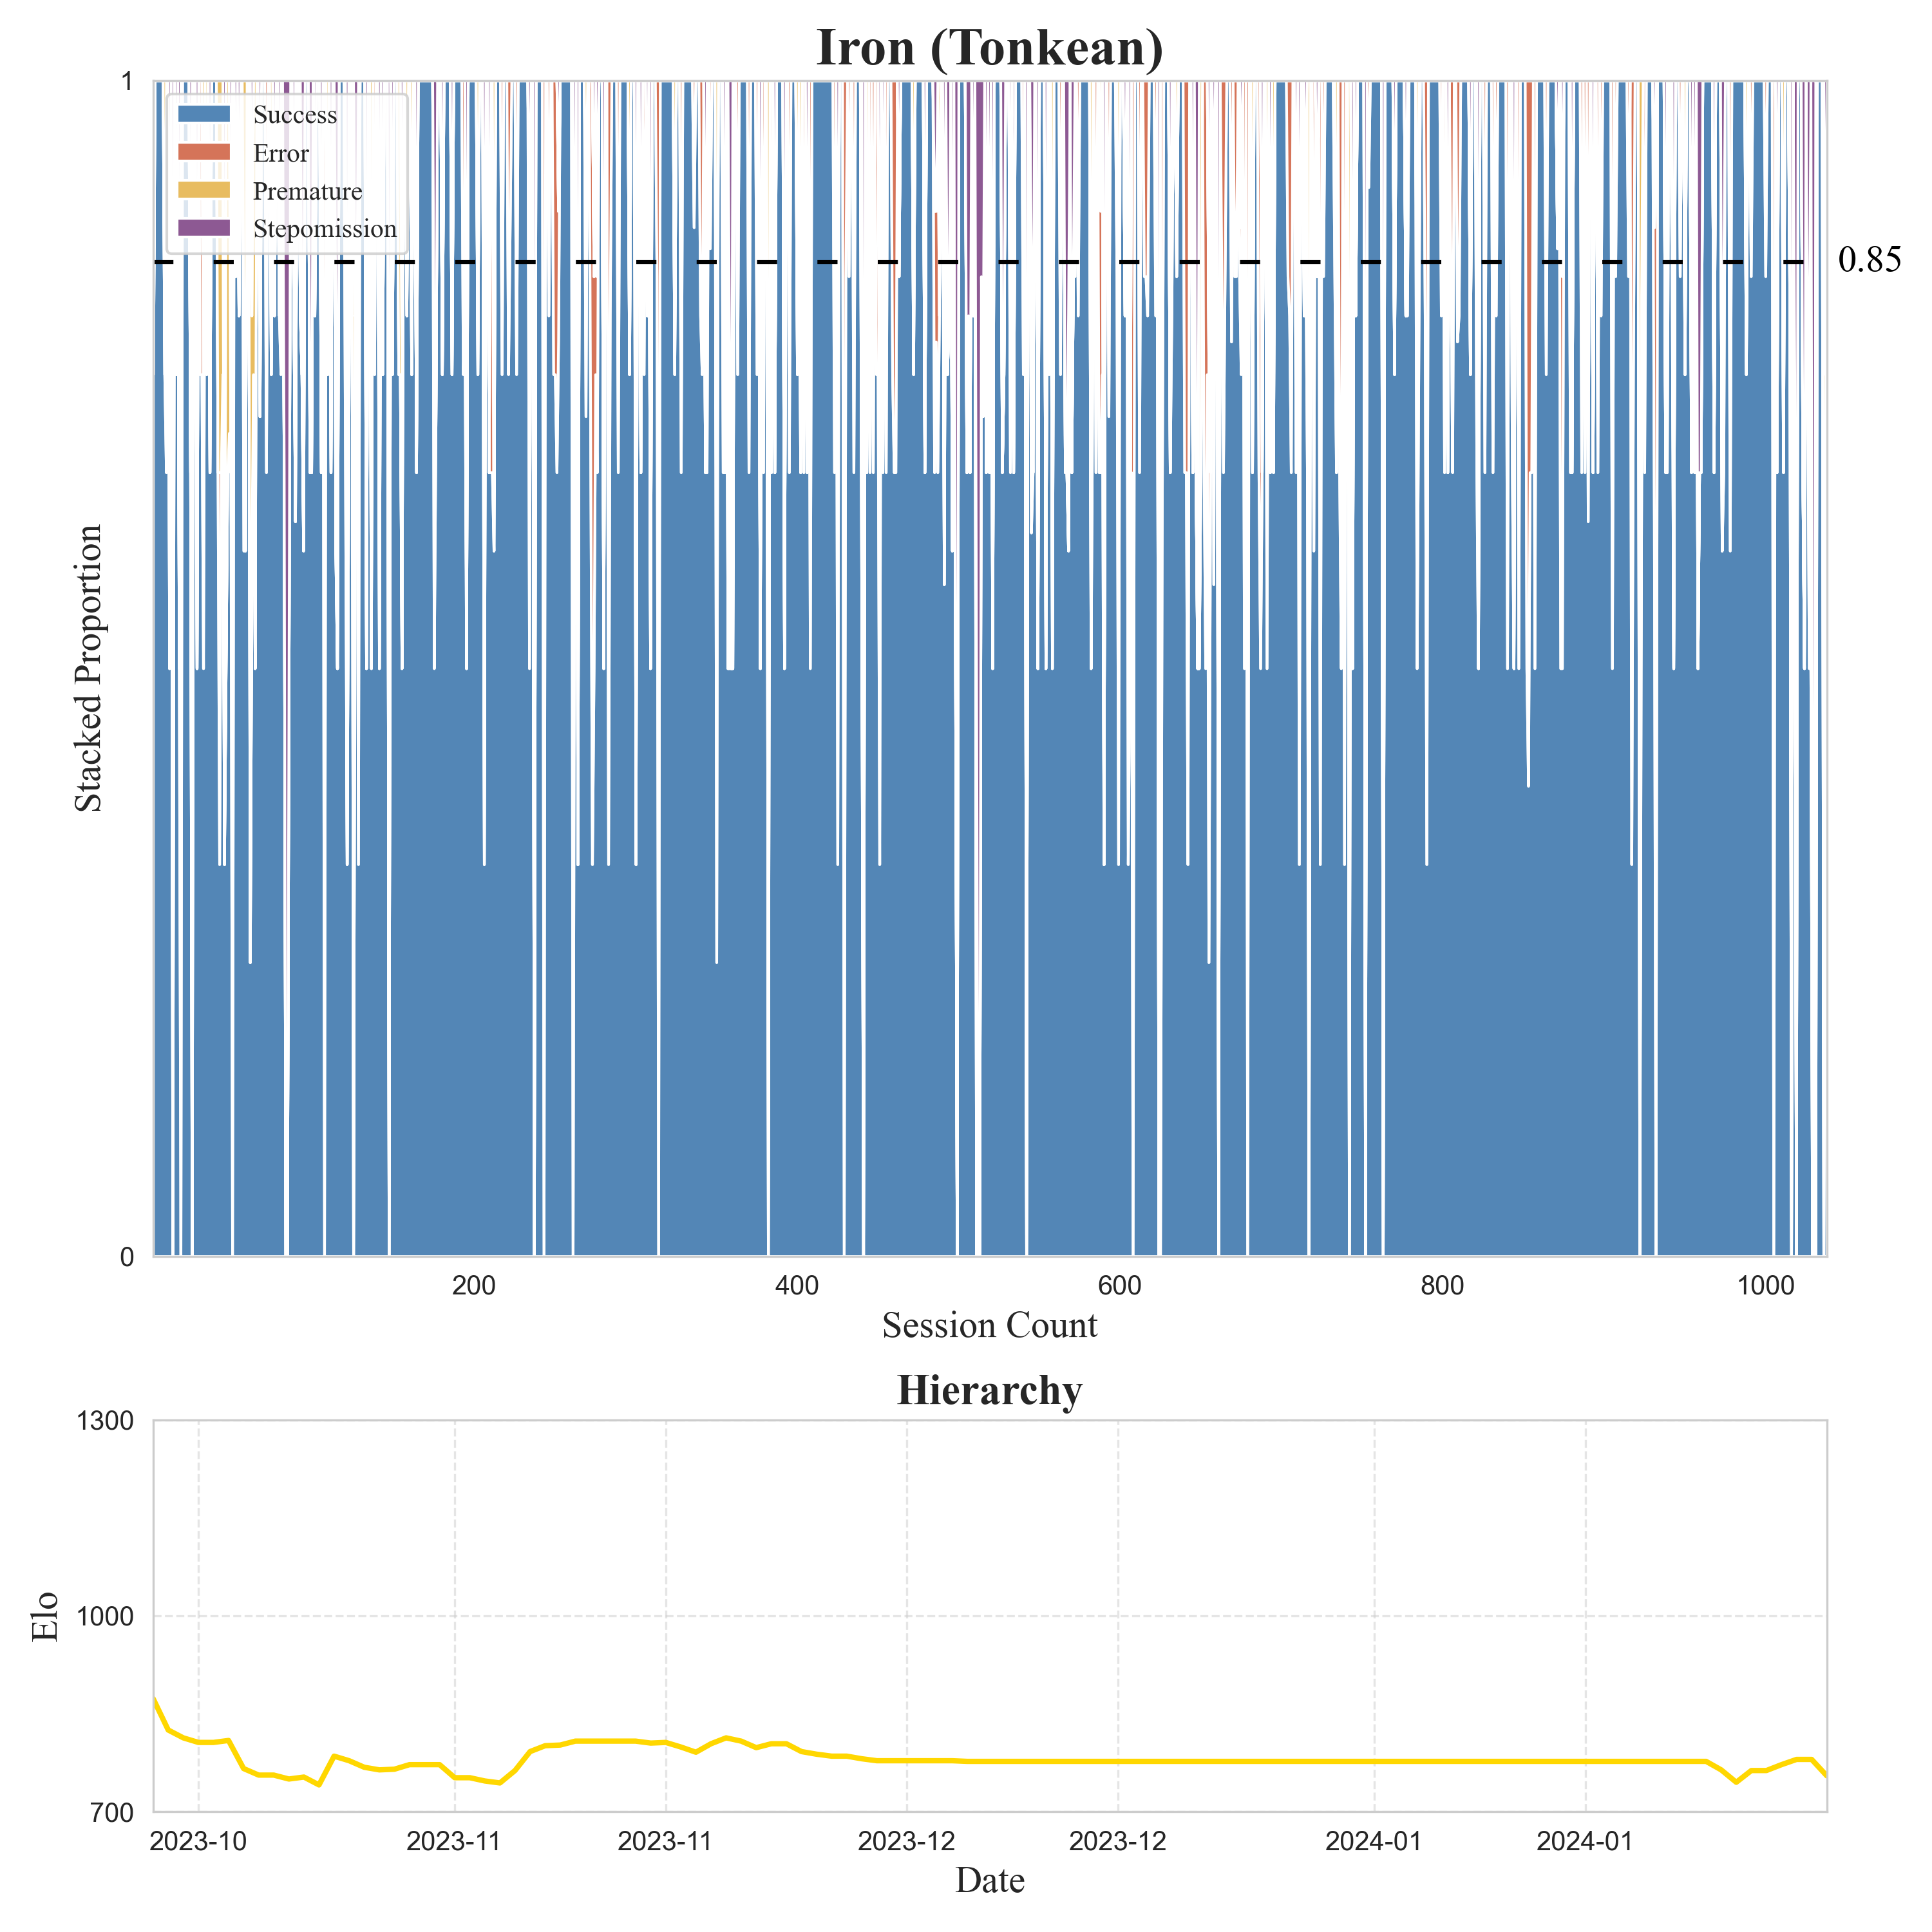 Iron (Tonkean)
1
Success
Error
Premature
Stepomission
0.85
Stacked Proportion
0
200 400 600 800 1000
Session Count
Hierarchy
1300
1000
700
Elo
2023-10 2023-11 2023-11 2023-12 2023-12 2024-01 2024-01
Date